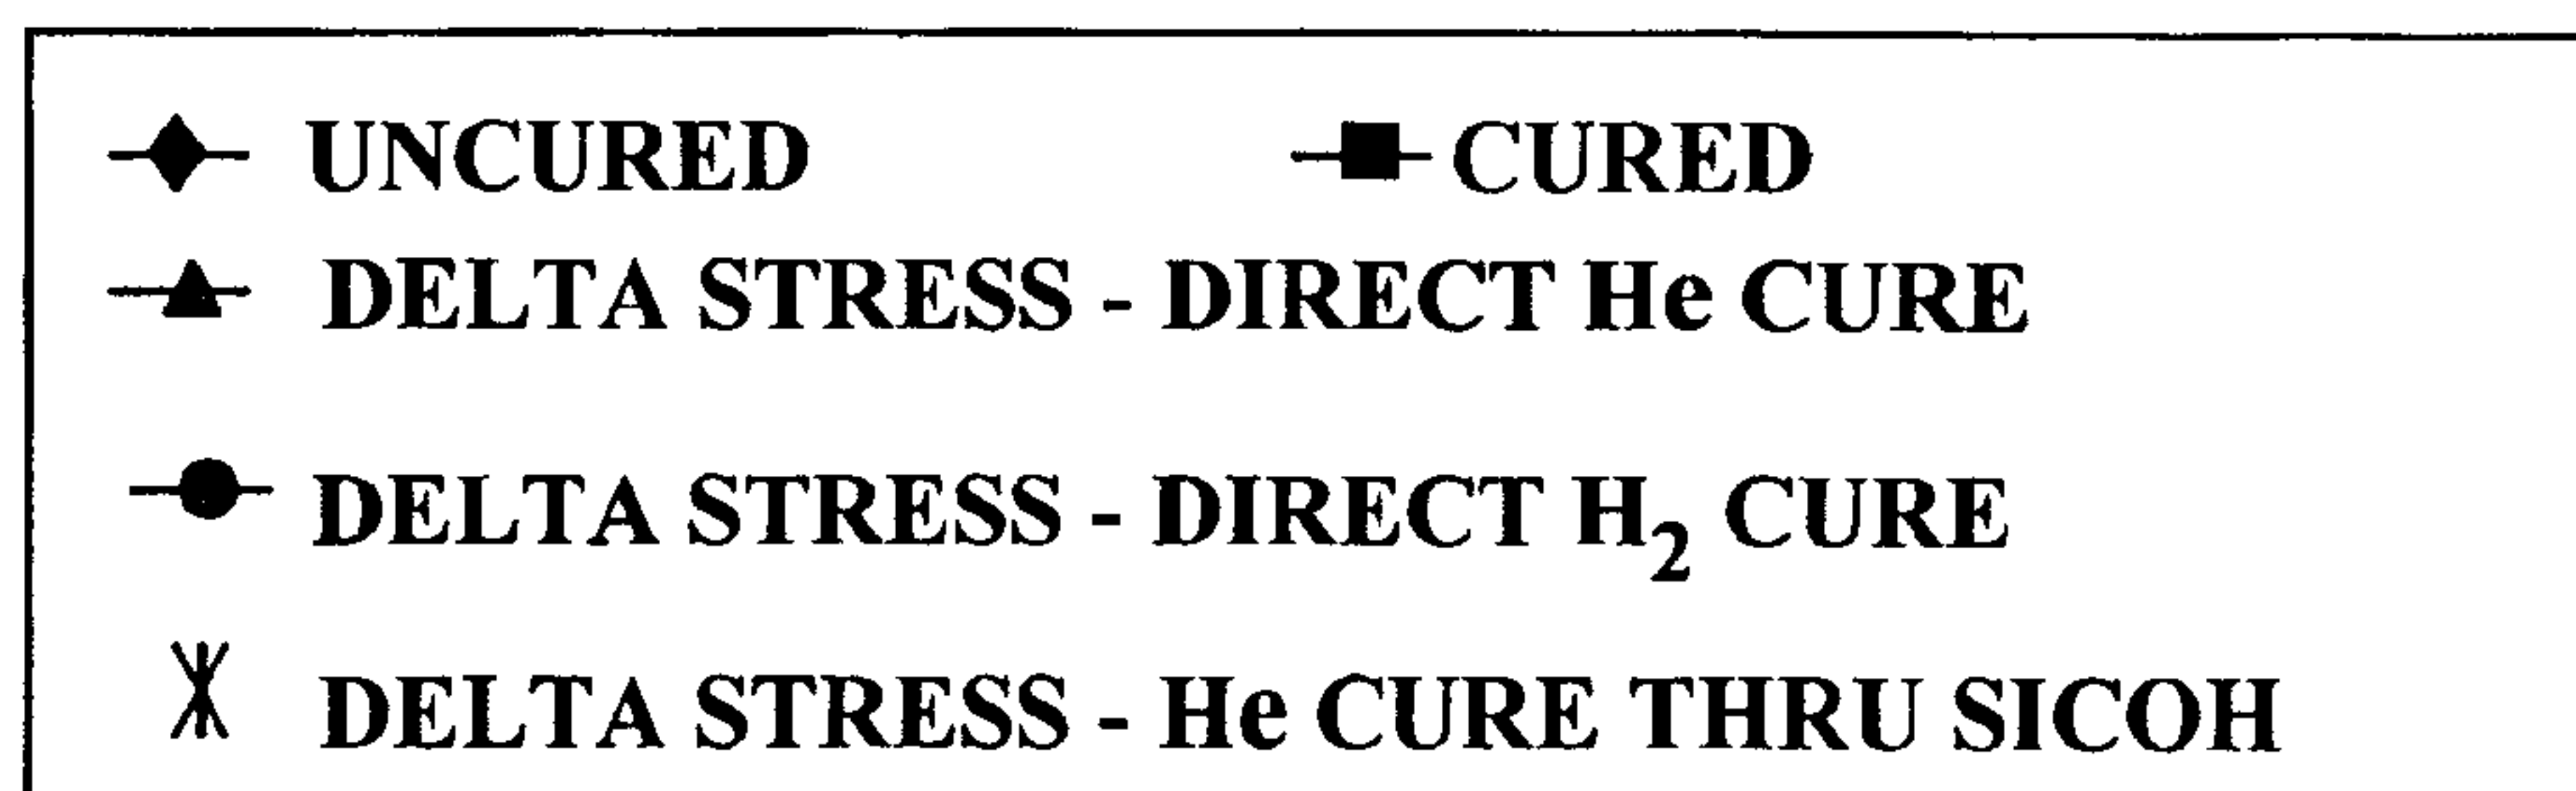 UNCURED CURED
DELTA STRESS - DIRECT He CURE
DELTA STRESS - DIRECT H₂ CURE
DELTA STRESS - He CURE THRU SICOH